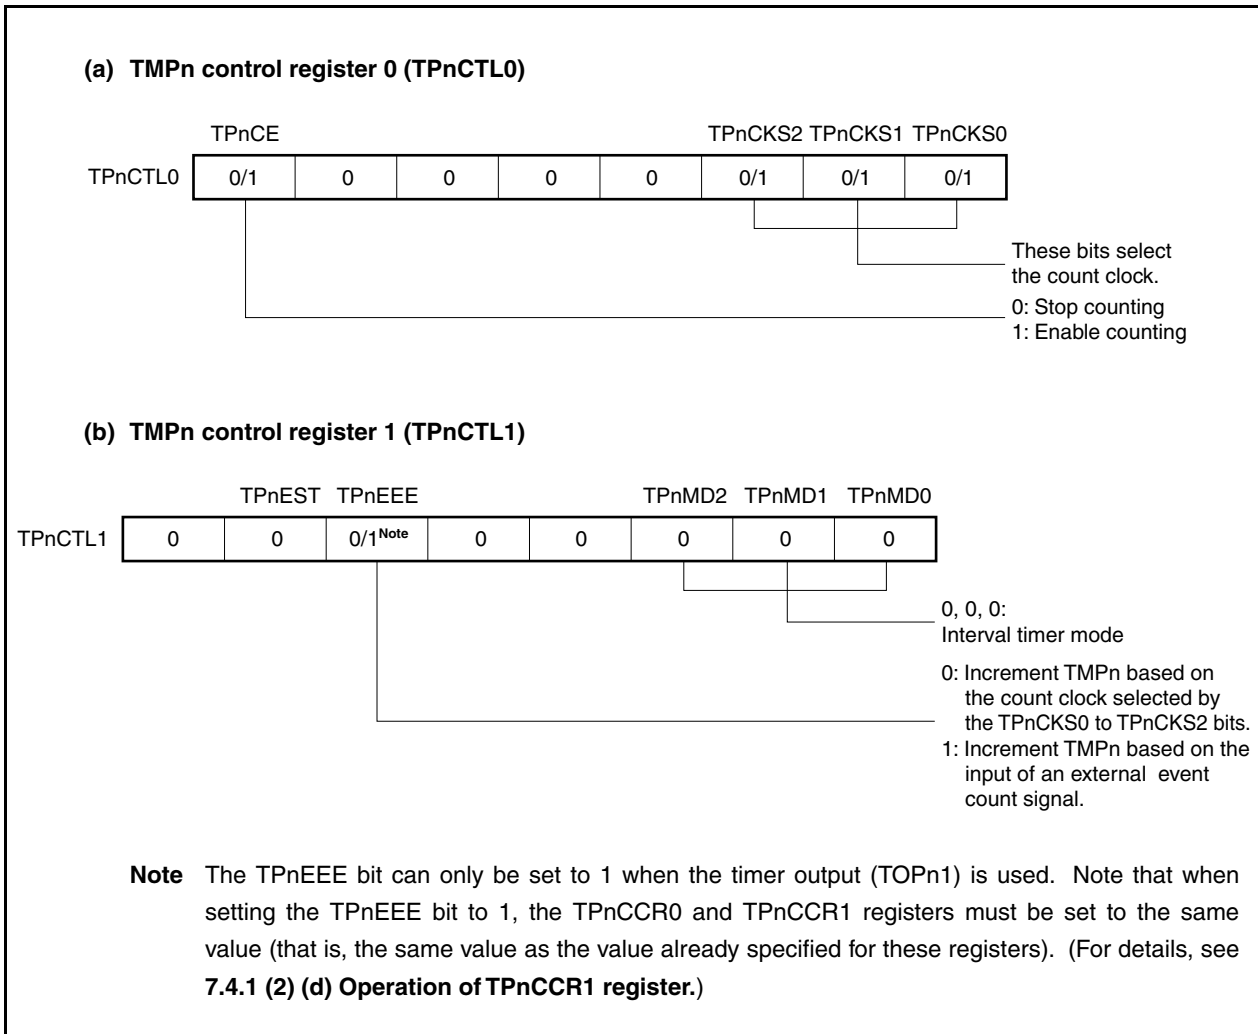 (a) TMPn control register 0 (TPnCTL0)
TPnCE TPnCKS2 TPnCKS1 TPnCKS0
TPnCTL0 0/1 0 0 0 0 0/1 0/1 0/1
These bits select
the count clock.
0: Stop counting
1: Enable counting
(b) TMPn control register 1 (TPnCTL1)
TPnEST TPnEEE TPnMD2 TPnMD1 TPnMD0
TPnCTL1 0 0 0/1Note 0 0 0 0 0
0, 0, 0:
Interval timer mode
0: Increment TMPn based on
the count clock selected by
the TPnCKS0 to TPnCKS2 bits.
1: Increment TMPn based on the
input of an external event
count signal.
Note The TPnEEE bit can only be set to 1 when the timer output (TOPn1) is used. Note that when
setting the TPnEEE bit to 1, the TPnCCR0 and TPnCCR1 registers must be set to the same
value (that is, the same value as the value already specified for these registers). (For details, see
7.4.1 (2) (d) Operation of TPnCCR1 register.)